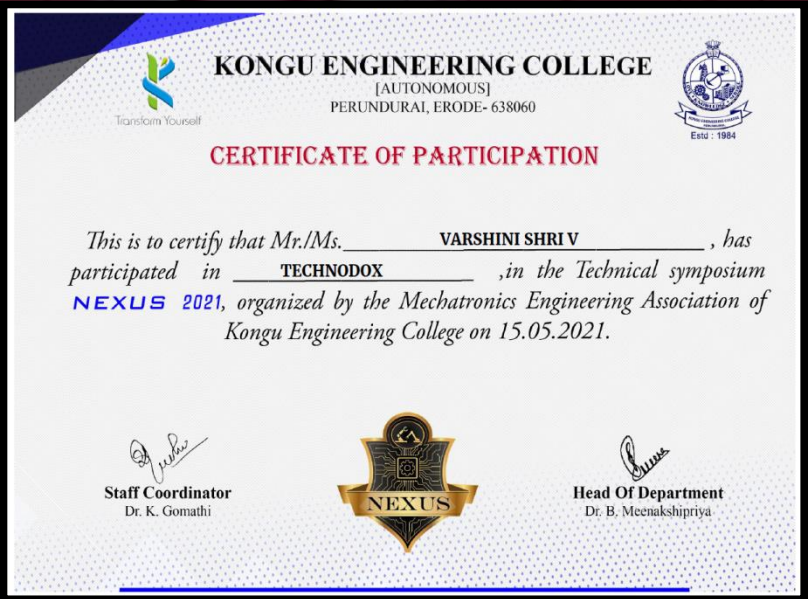 KONGU ENGINEERING COLLEGE
[AUTONOMOUS]
PERUNDURAI, ERODE- 638060
Transform Yourself
Estd : 1984
CERTIFICATE OF PARTICIPATION
This is to certify that Mr./Ms. VARSHINI SHRI V , has
participated in TECHNODOX ,in the Technical symposium
NEXUS 2021, organized by the Mechatronics Engineering Association of
Kongu Engineering College on 15.05.2021.
Staff Coordinator
Dr. K. Gomathi
NEXUS
Head Of Department
Dr. B. Meenakshipriya